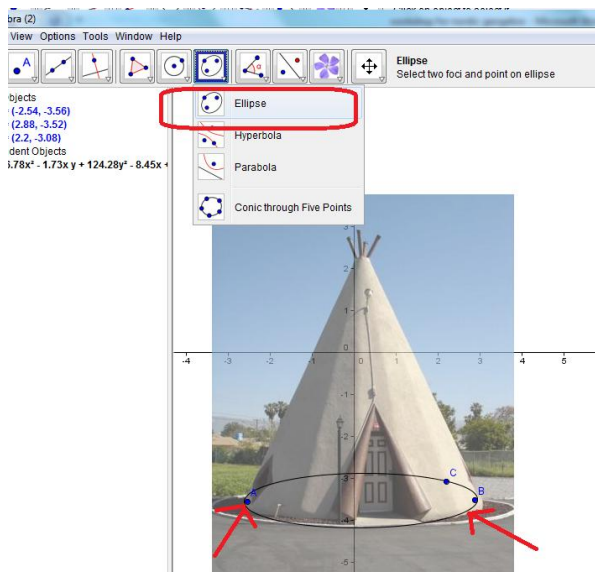 bra (2)
View Options Tools Window Help
Ellipse
Select two foci and point on ellipse
bjects
(-2.54, -3.56)
(2.88, -3.52)
(2.2, -3.08)
dent Objects
6.78x² - 1.73x y + 124.28y² - 8.45x +
Ellipse
Hyperbola
Parabola
Conic through Five Points
2
1
0
-4 -3 -2 -1 0 1 2 3 4 5
-1
-2
-3
C
A
B
-4
-5